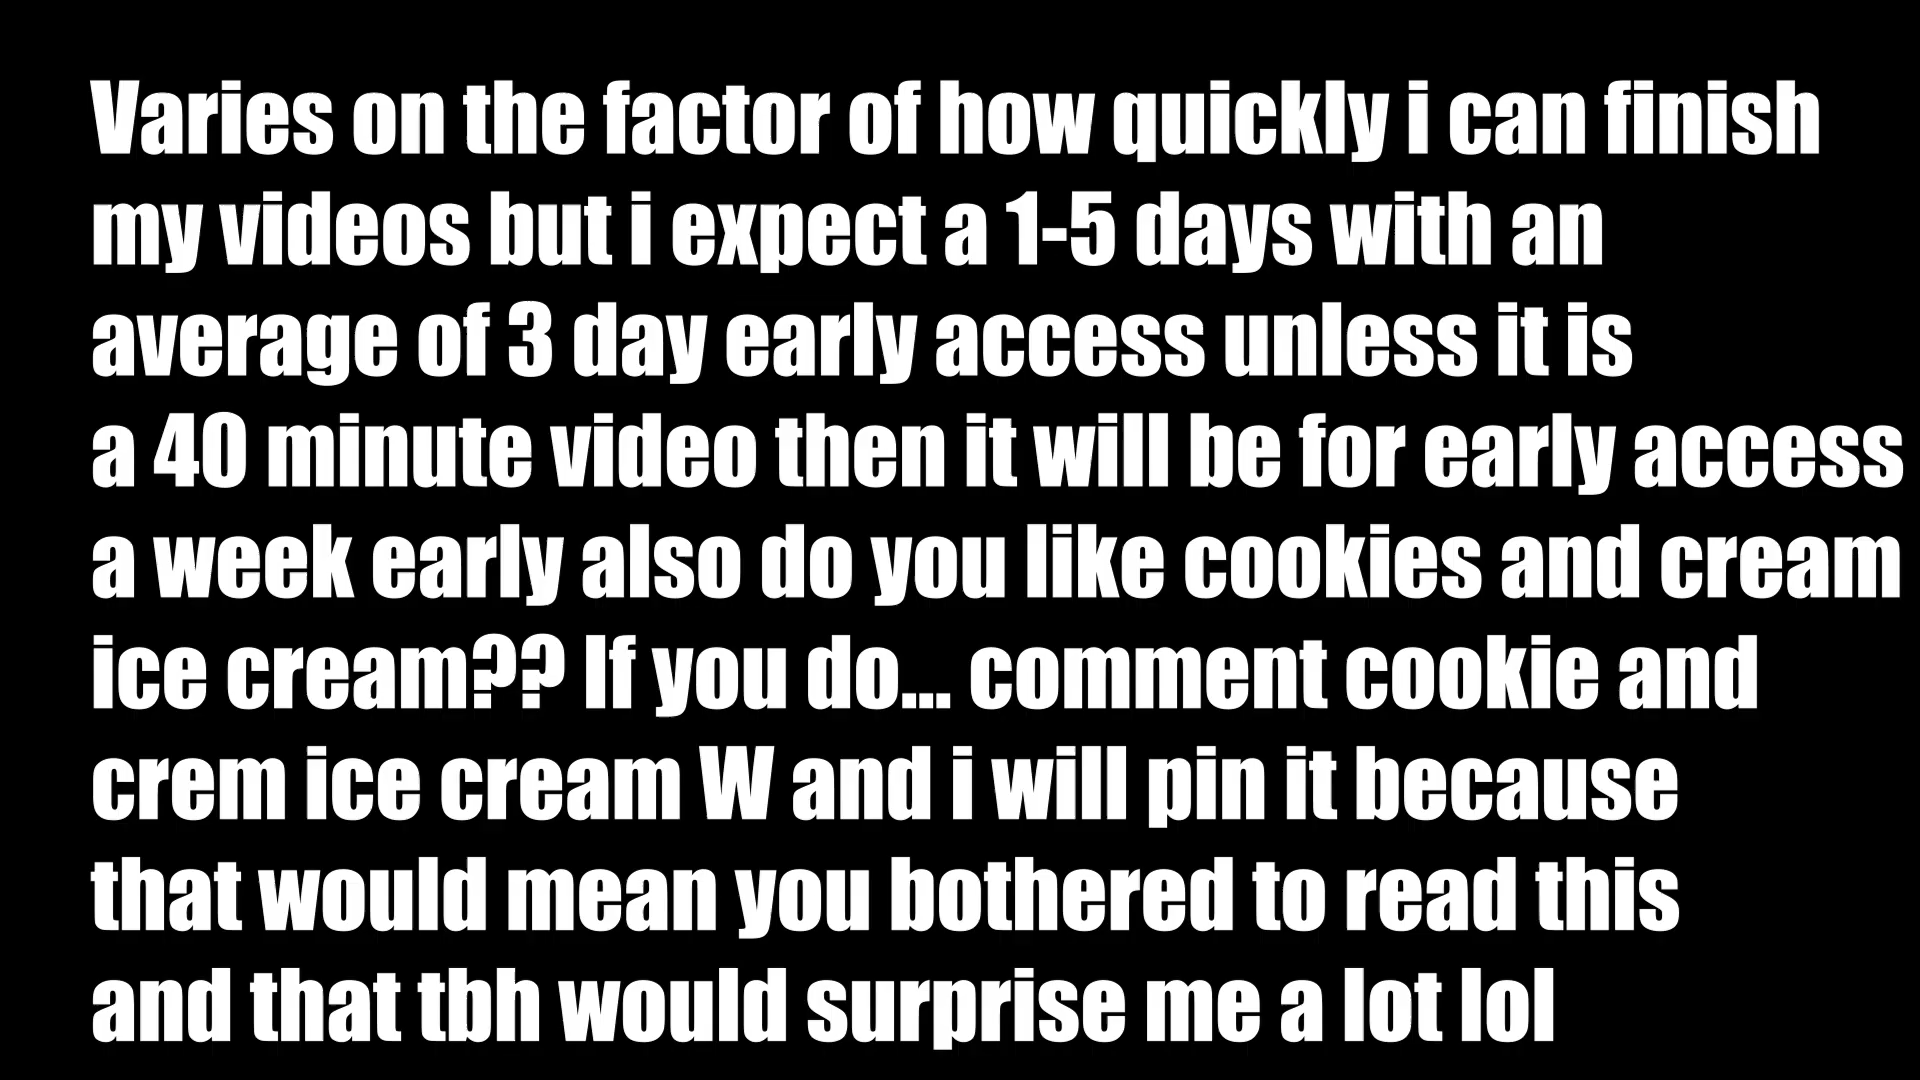 Varies on the factor of how quickly i can finish
my videos but i expect a 1-5 days with an
average of 3 day early access unless it is
a 40 minute video then it will be for early access
a week early also do you like cookies and cream
ice cream?? If you do... comment cookie and
crem ice cream W and i will pin it because
that would mean you bothered to read this
and that tbh would surprise me a lot lol